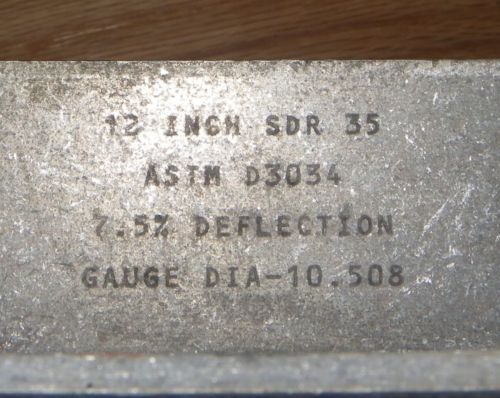 12 INCH SDR 35
ASTM D3034
7.5% DEFLECTION
GAUGE DIA-10.508